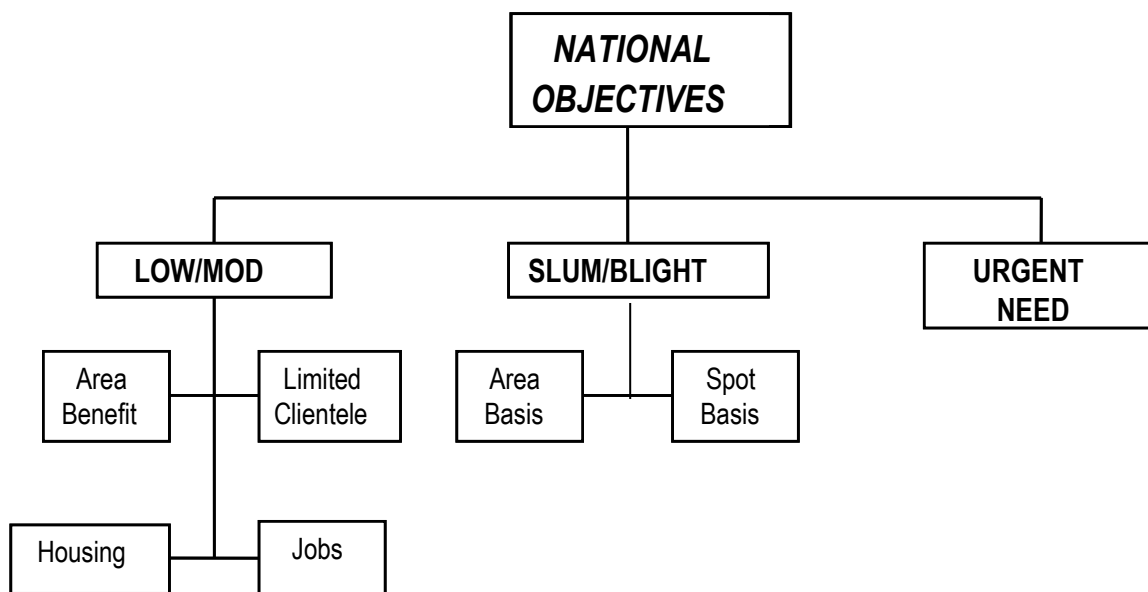 NATIONAL
OBJECTIVES
LOW/MOD
SLUM/BLIGHT
URGENT
NEED
Area
Benefit
Limited
Clientele
Area
Basis
Spot
Basis
Housing
Jobs